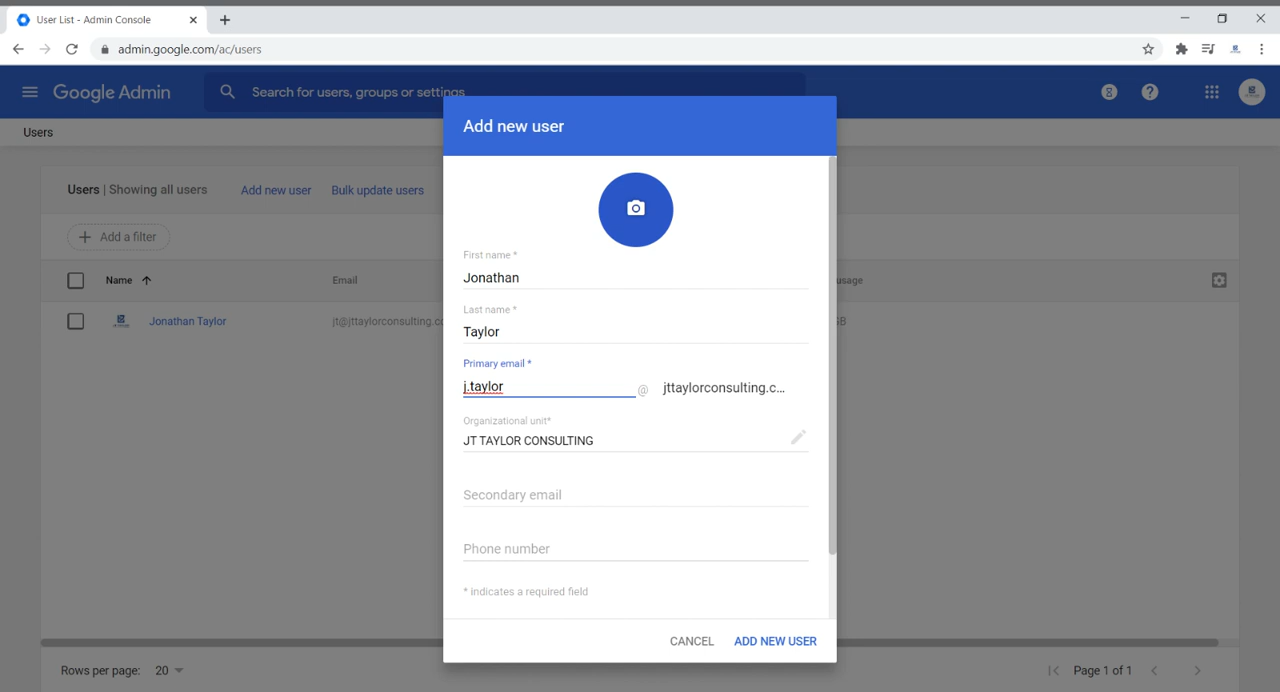 User List - Admin Console
admin.google.com/ac/users
Google Admin
Search for users, groups or settings
Users
Users | Showing all users
Add new user
Bulk update users
Add a filter
Name
Email
usage
Jonathan Taylor
jt@jttaylorconsulting.co
Add new user
First name *
Jonathan
Last name *
Taylor
Primary email *
j.taylor @ jttaylorconsulting.c...
Organizational unit*
JT TAYLOR CONSULTING
Secondary email
Phone number
* indicates a required field
CANCEL ADD NEW USER
Rows per page: 20
Page 1 of 1